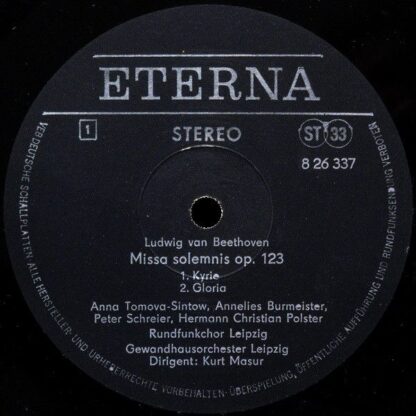 ETERNA
1
STEREO
ST 33
8 26 337
Ludwig van Beethoven
Missa solemnis op. 123
1. Kyrie
2. Gloria
Anna Tomova-Sintow, Annelies Burmeister,
Peter Schreier, Hermann Christian Polster
Rundfunkchor Leipzig
Gewandhausorchester Leipzig
Dirigent: Kurt Masur
VEB DEUTSCHE SCHALLPLATTEN ALLE HERSTELLER- UND URHEBERRECHTE VORBEHALTEN · ÜBERSPIELUNG, ÖFFENTLICHE AUFFÜHRUNG UND RUNDFUNKSENDUNG VERBOTEN